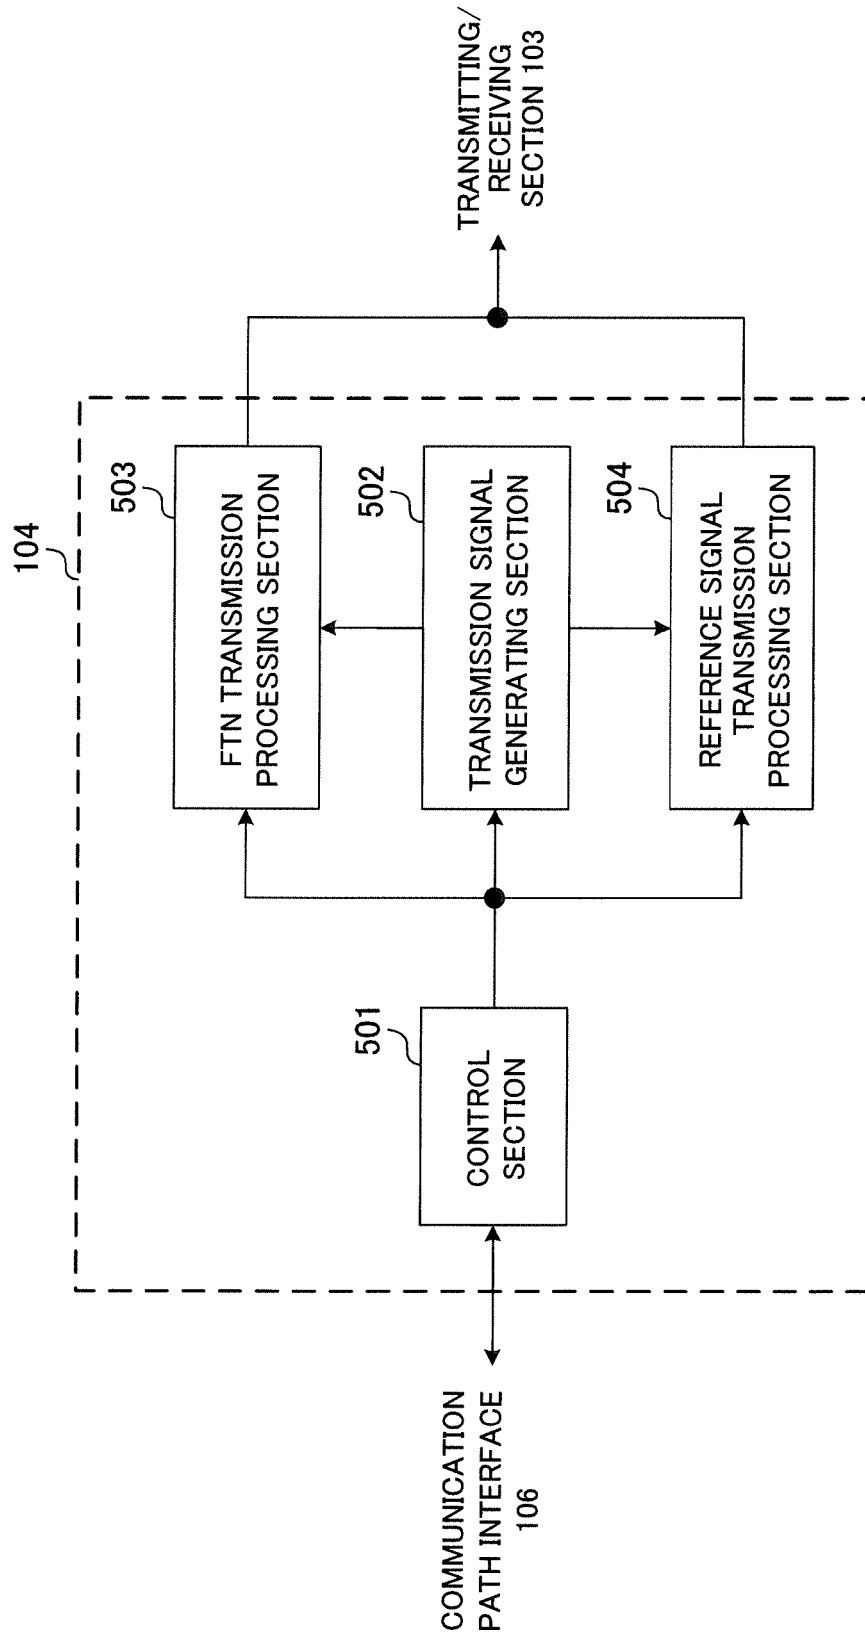 104
COMMUNICATION
PATH INTERFACE
106
501
CONTROL
SECTION
503
FTN TRANSMISSION
PROCESSING SECTION
502
TRANSMISSION SIGNAL
GENERATING SECTION
504
REFERENCE SIGNAL
TRANSMISSION
PROCESSING SECTION
TRANSMITTING/
RECEIVING
SECTION 103